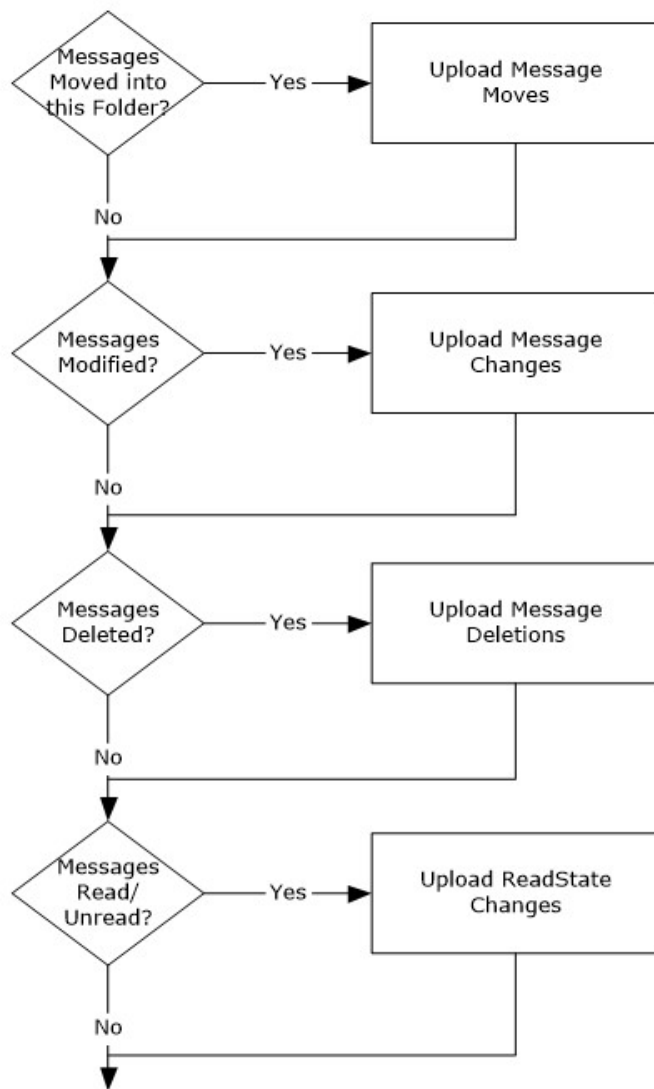 Messages
Moved into
this Folder?
Yes
Upload Message
Moves
No
Messages
Modified?
Yes
Upload Message
Changes
No
Messages
Deleted?
Yes
Upload Message
Deletions
No
Messages
Read/
Unread?
Yes
Upload ReadState
Changes
No